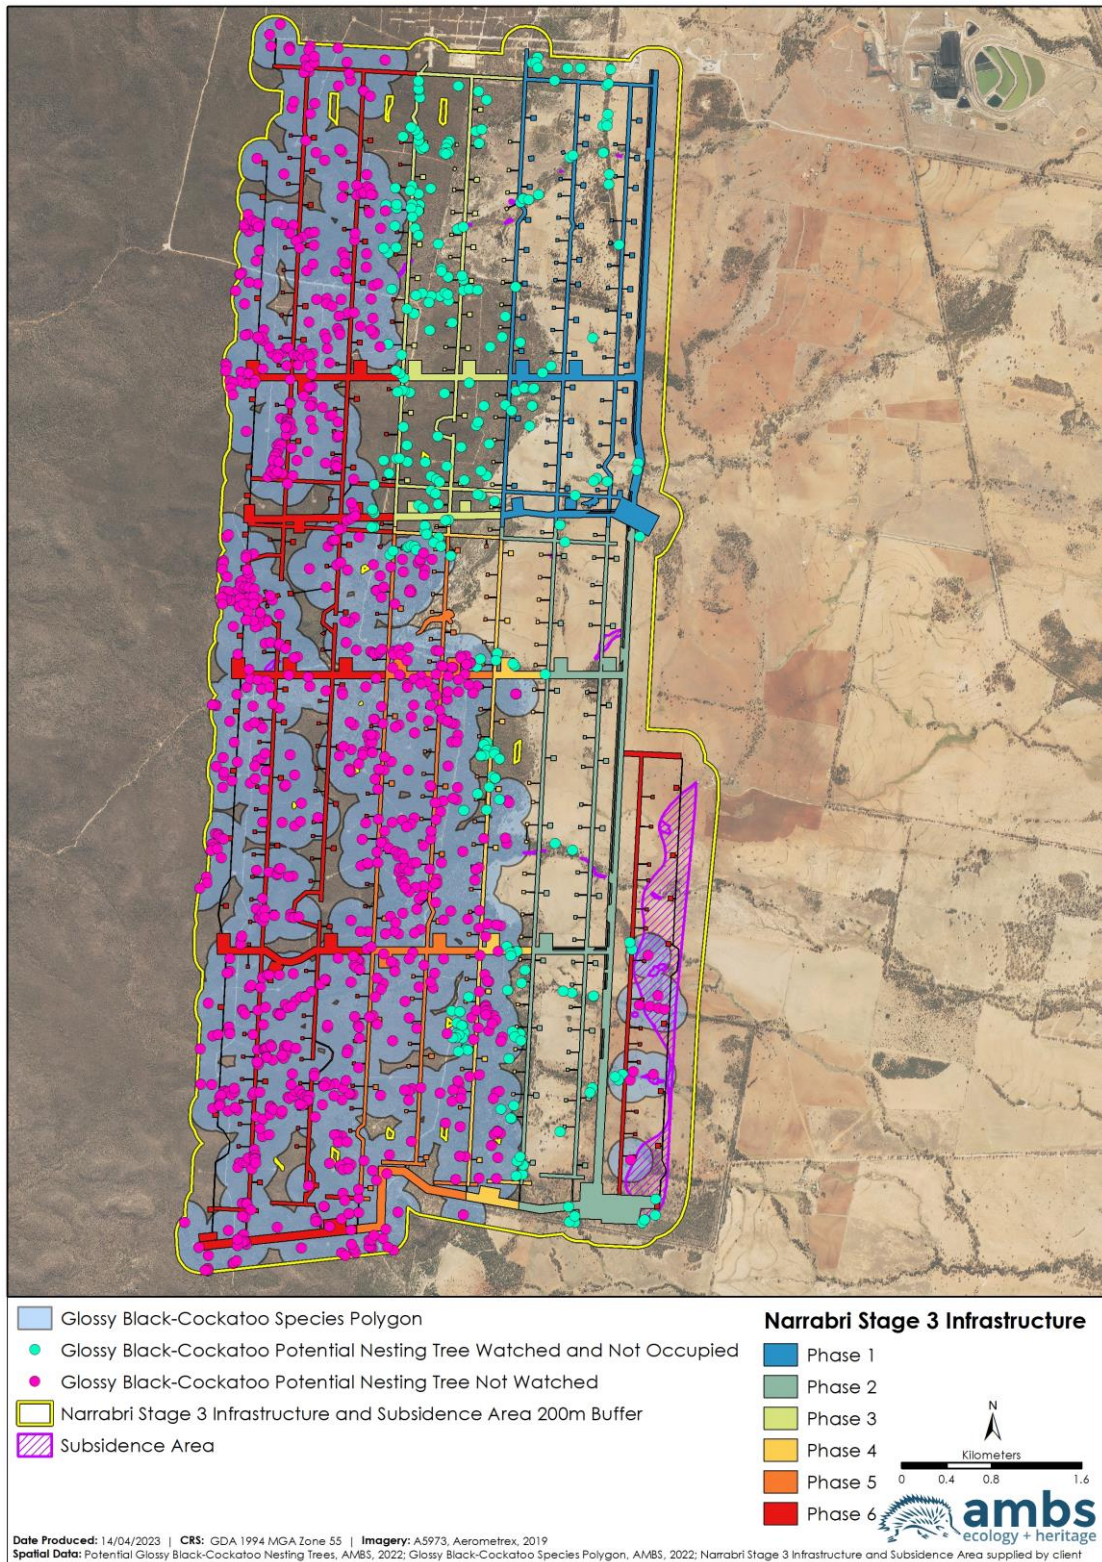 Glossy Black-Cockatoo Species Polygon
Glossy Black-Cockatoo Potential Nesting Tree Watched and Not Occupied
Glossy Black-Cockatoo Potential Nesting Tree Not Watched
Narrabri Stage 3 Infrastructure and Subsidence Area 200m Buffer
Subsidence Area
Narrabri Stage 3 Infrastructure
Phase 1
Phase 2
Phase 3
Phase 4
Phase 5
Phase 6
N
Kilometers
0 0.4 0.8 1.6
ambs
ecology + heritage
Date Produced: 14/04/2023 | CRS: GDA 1994 MGA Zone 55 | Imagery: A5973, Aerometrex, 2019
Spatial Data: Potential Glossy Black-Cockatoo Nesting Trees, AMBS, 2022; Glossy Black-Cockatoo Species Polygon, AMBS, 2022; Narrabri Stage 3 Infrastructure and Subsidence Area supplied by client